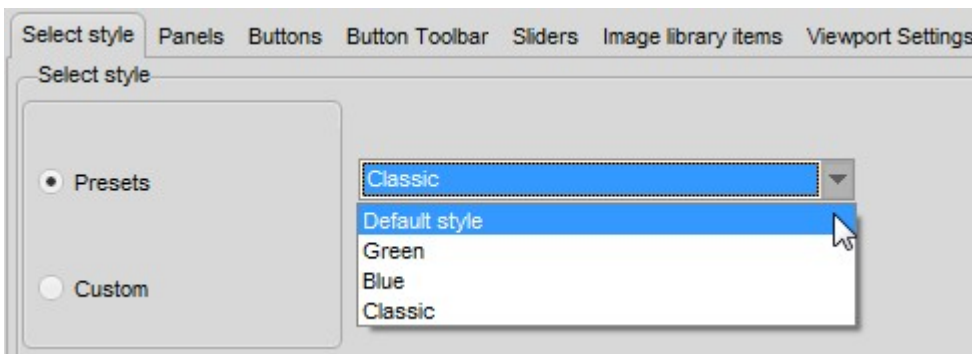 Select style Panels Buttons Button Toolbar Sliders Image library items Viewport Settings
Select style
Presets
Classic
Default style
Green
Blue
Classic
Custom